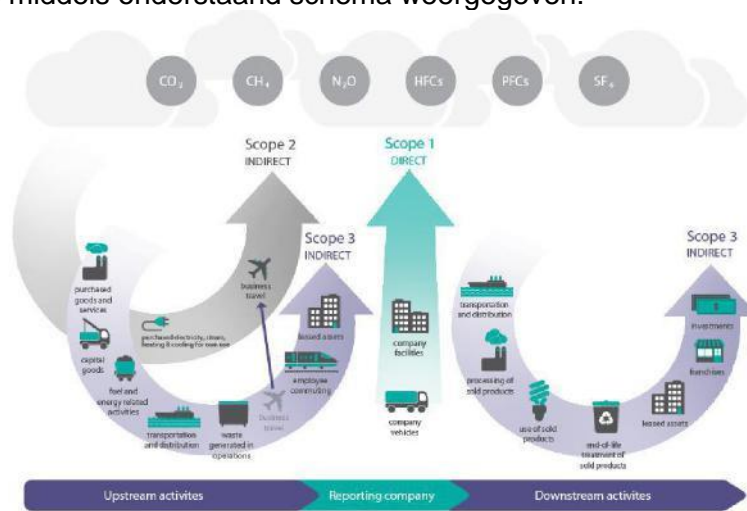 middels onderstaand schema weergegeven.
CO₂ CH₄ N₂O HFCs PFCs SF₆
Scope 2
INDIRECT
Scope 1
DIRECT
Scope 3
INDIRECT
Scope 3
INDIRECT
purchased
goods and
services
capital
goods
fuel and
energy related
activities
transportation
and distribution
waste
generated in
operations
business
travel
purchased electricity, steam,
heating & cooling for own use
business
travel
employee
commuting
leased assets
company
facilities
company
vehicles
transportation
and distribution
processing of
sold products
use of sold
products
end-of-life
treatment of
sold products
leased assets
franchises
investments
Upstream activites
Reporting company
Downstream activites